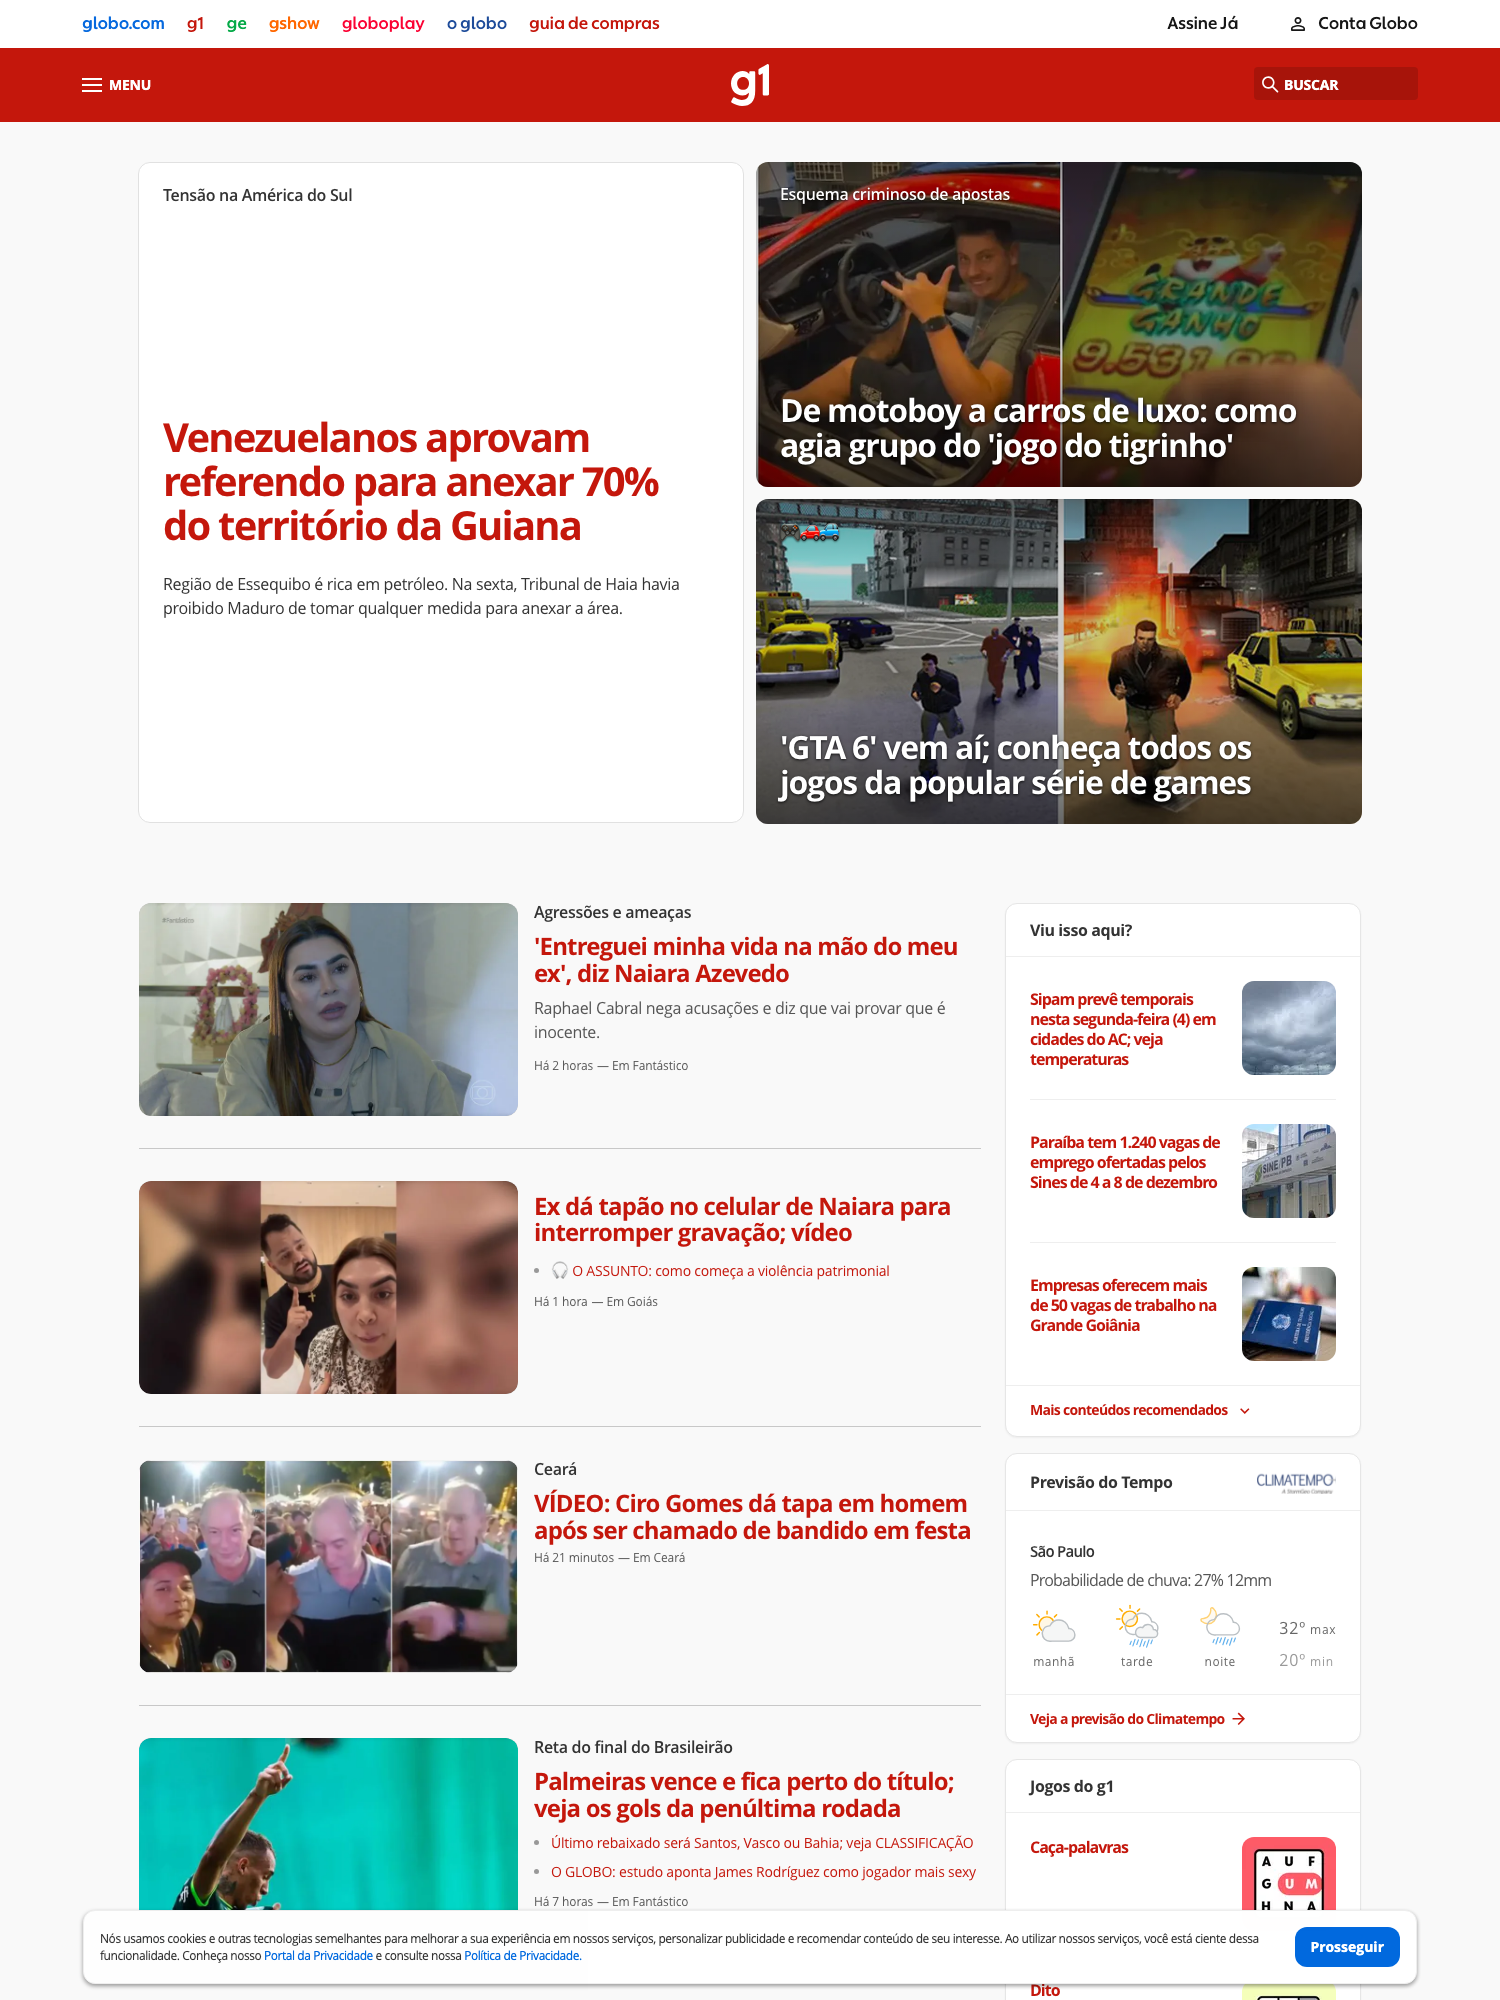 globo.com g1 ge gshow globoplay o globo guia de compras Assine Já Conta Globo
MENU g1 BUSCAR
Tensão na América do Sul
Venezuelanos aprovam
referendo para anexar 70%
do território da Guiana
Região de Essequibo é rica em petróleo. Na sexta, Tribunal de Haia havia
proibido Maduro de tomar qualquer medida para anexar a área.
Esquema criminoso de apostas
GRANDE
GANHO
De motoboy a carros de luxo: como
agia grupo do 'jogo do tigrinho'
TAXI
'GTA 6' vem aí; conheça todos os
jogos da popular série de games
#Fantástico
Agressões e ameaças
'Entreguei minha vida na mão do meu
ex', diz Naiara Azevedo
Raphael Cabral nega acusações e diz que vai provar que é
inocente.
Há 2 horas — Em Fantástico
Ex dá tapão no celular de Naiara para
interromper gravação; vídeo
O ASSUNTO: como começa a violência patrimonial
Há 1 hora — Em Goiás
Ceará
VÍDEO: Ciro Gomes dá tapa em homem
após ser chamado de bandido em festa
Há 21 minutos — Em Ceará
Reta do final do Brasileirão
Palmeiras vence e fica perto do título;
veja os gols da penúltima rodada
Último rebaixado será Santos, Vasco ou Bahia; veja CLASSIFICAÇÃO
O GLOBO: estudo aponta James Rodríguez como jogador mais sexy
Há 7 horas — Em Fantástico
Viu isso aqui?
Sipam prevê temporais
nesta segunda-feira (4) em
cidades do AC; veja
temperaturas
Paraíba tem 1.240 vagas de
emprego ofertadas pelos
Sines de 4 a 8 de dezembro
SINE/PB
Empresas oferecem mais
de 50 vagas de trabalho na
Grande Goiânia
Mais conteúdos recomendados
Previsão do Tempo
CLIMATEMPO
A StormGeo Company
São Paulo
Probabilidade de chuva: 27% 12mm
32° max
manhã tarde noite 20° min
Veja a previsão do Climatempo
Jogos do g1
Caça-palavras
A U F
G U M
H N A
Dito
Nós usamos cookies e outras tecnologias semelhantes para melhorar a sua experiência em nossos serviços, personalizar publicidade e recomendar conteúdo de seu interesse. Ao utilizar nossos serviços, você está ciente dessa
funcionalidade. Conheça nosso Portal da Privacidade e consulte nossa Política de Privacidade.
Prosseguir